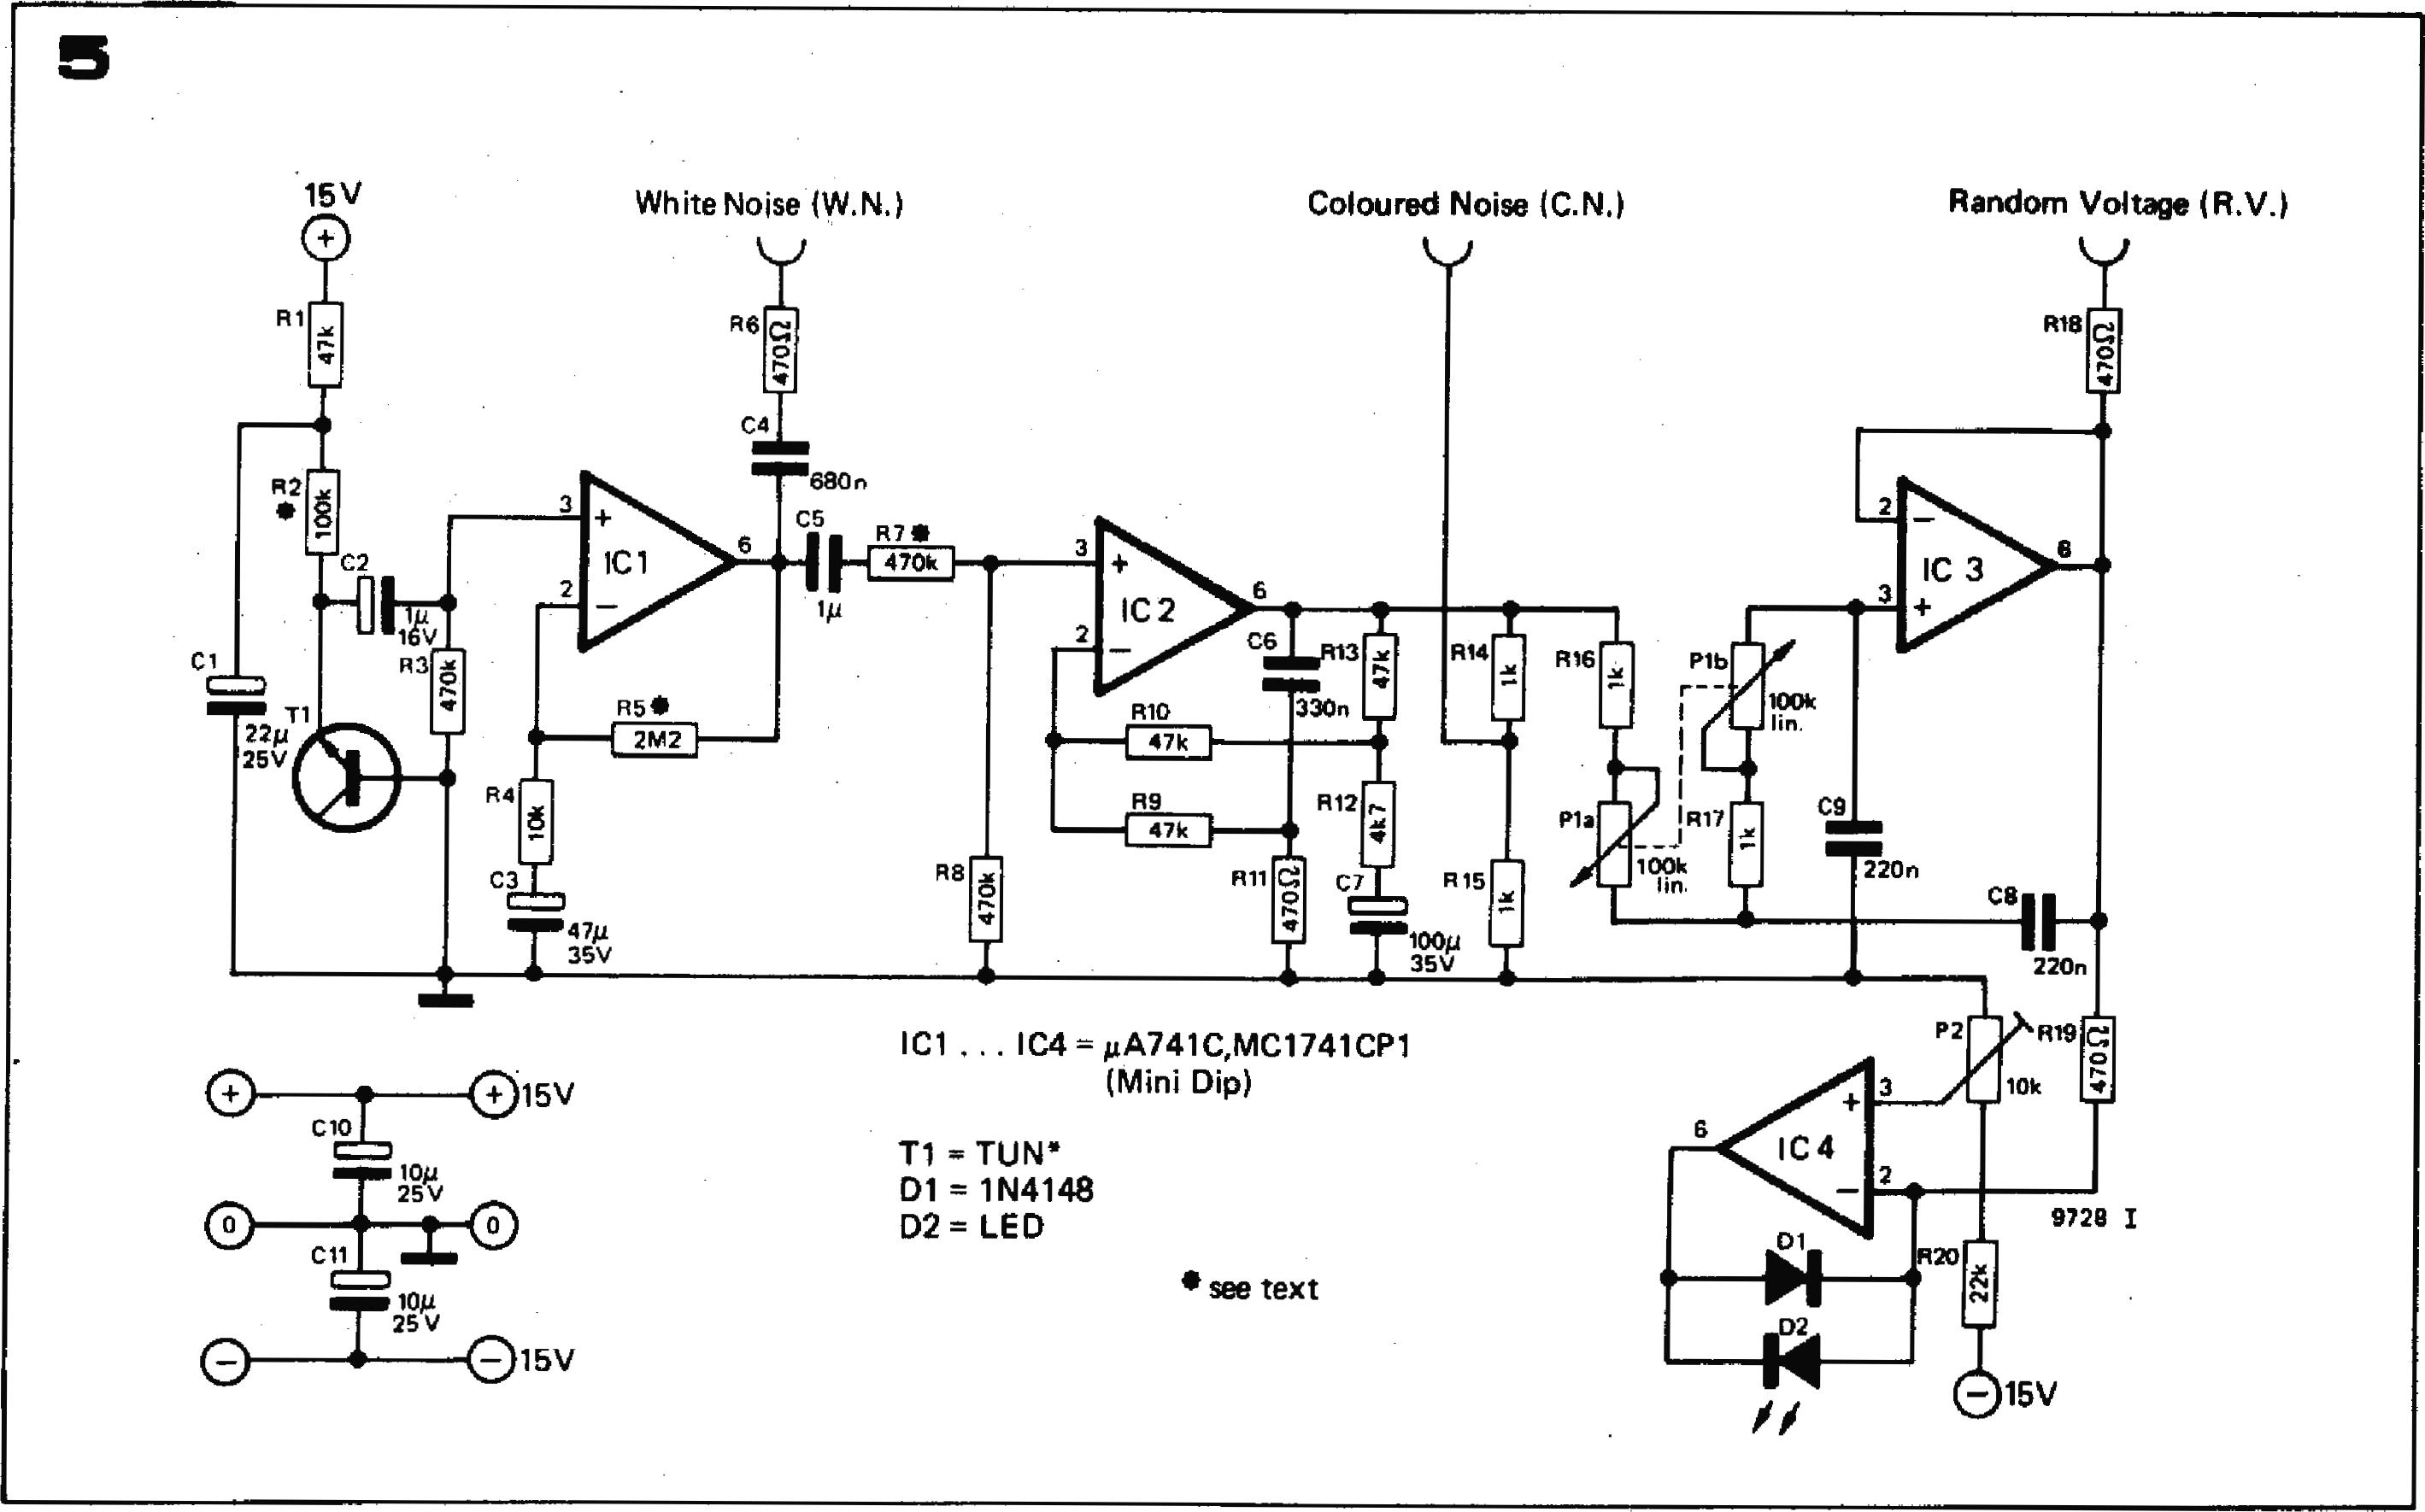 5
15V
+
White Noise (W.N.)
Coloured Noise (C.N.)
Random Voltage (R.V.)
R1
47k
R6
470Ω
R18
470Ω
C4
680n
R2
*
100k
C2
1μ
16V
3
+
IC1
6
2
−
C5
1μ
R7*
470k
3
+
IC2
6
2
−
2
−
IC 3
6
3
+
C1
22μ
25V
T1
R3
470k
R5*
2M2
R4
10k
C3
47μ
35V
R8
470k
C6
330n
R13
47k
R10
47k
R9
47k
R11
470Ω
R12
4k7
C7
100μ
35V
R14
1k
R15
1k
R16
1k
P1a
100k
lin.
P1b
100k
lin.
R17
1k
C9
220n
C8
220n
IC1 ... IC4 = μA741C,MC1741CP1
(Mini Dip)
T1 = TUN*
D1 = 1N4148
D2 = LED
* see text
P2
10k
R19
470Ω
3
+
IC4
6
2
−
9728 I
D1
D2
R20
22k
− 15V
+
+ 15V
C10
10μ
25V
0
0
C11
10μ
25V
−
− 15V